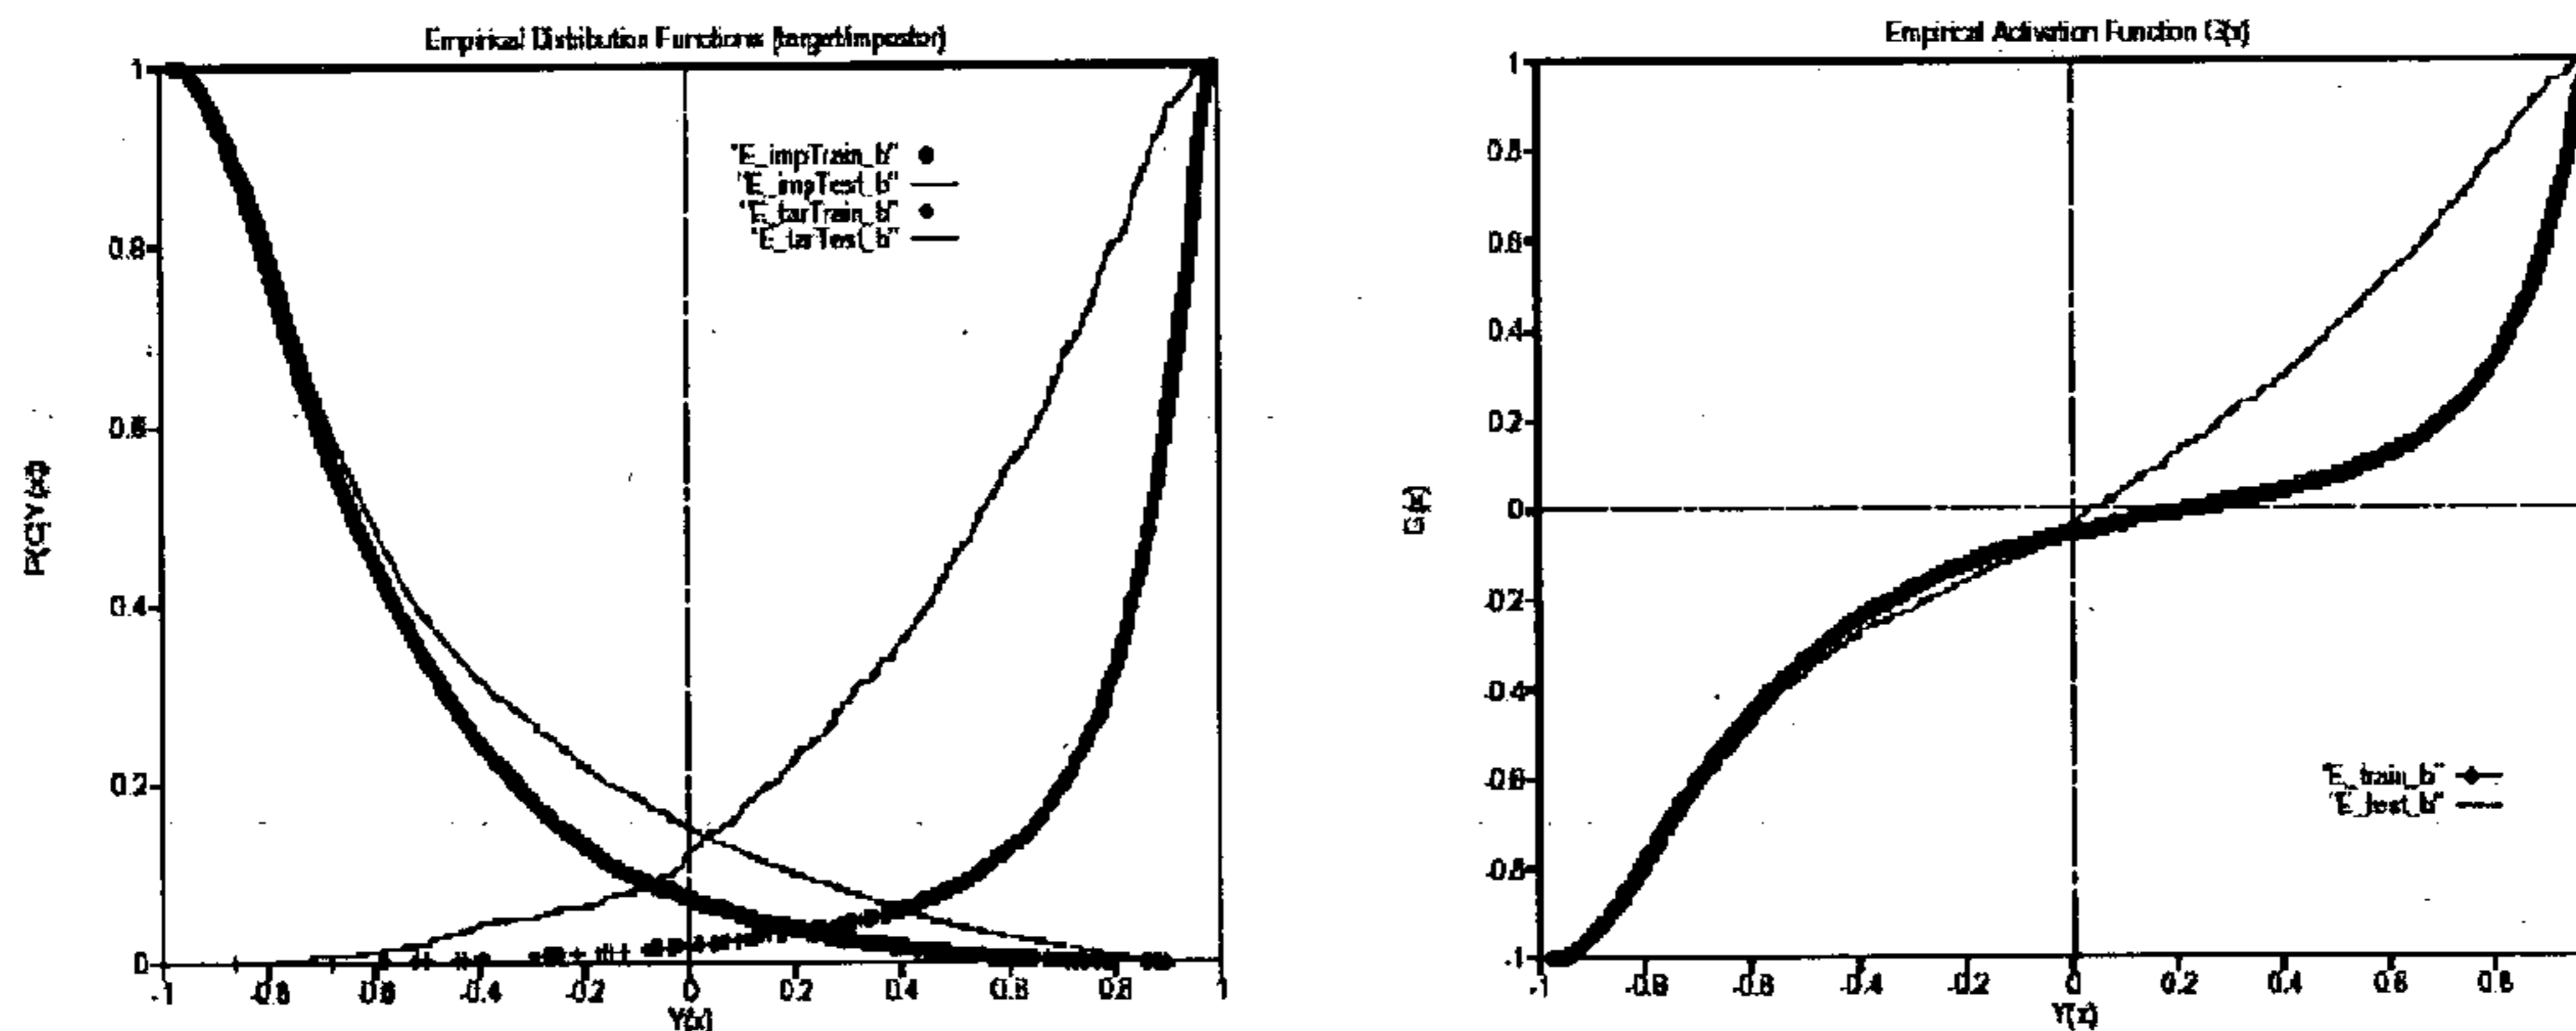 Empirical Distribution Functions (target/impostor)
P(C|Y(x))
1
0.8
0.6
0.4
0.2
0
-1 -0.8 -0.6 -0.4 -0.2 0 0.2 0.4 0.6 0.8 1
Y(x)
"E_impTrain_b"
"E_impTest_b"
"E_tarTrain_b"
"E_tarTest_b"
Empirical Activation Function G(x)
G(x)
1
0.8
0.6
0.4
0.2
0
-0.2
-0.4
-0.6
-0.8
-1
-1 -0.8 -0.6 -0.4 -0.2 0 0.2 0.4 0.6 0.8
Y(x)
"E_train_b"
"E_test_b"